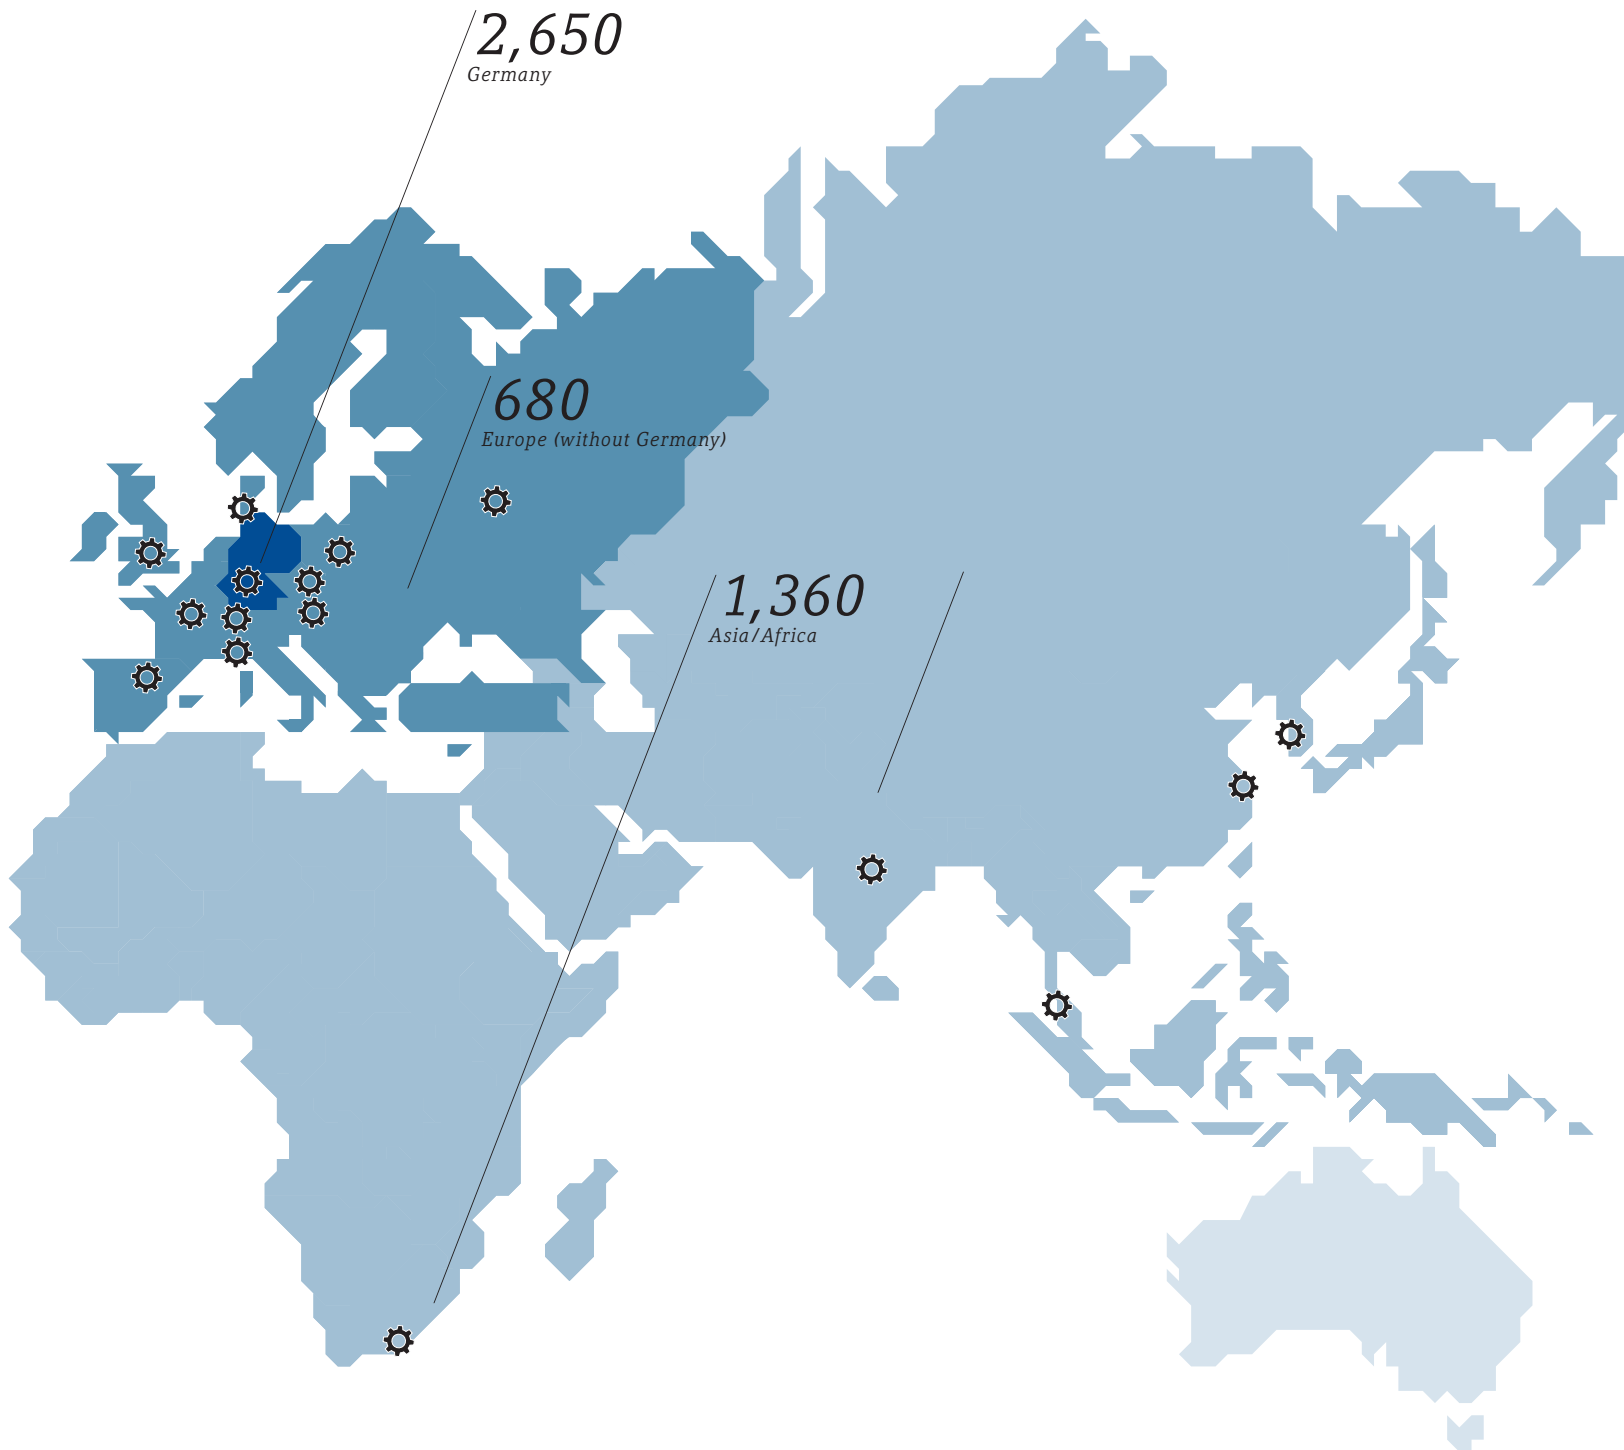 2,650
Germany
680
Europe (without Germany)
1,360
Asia/Africa